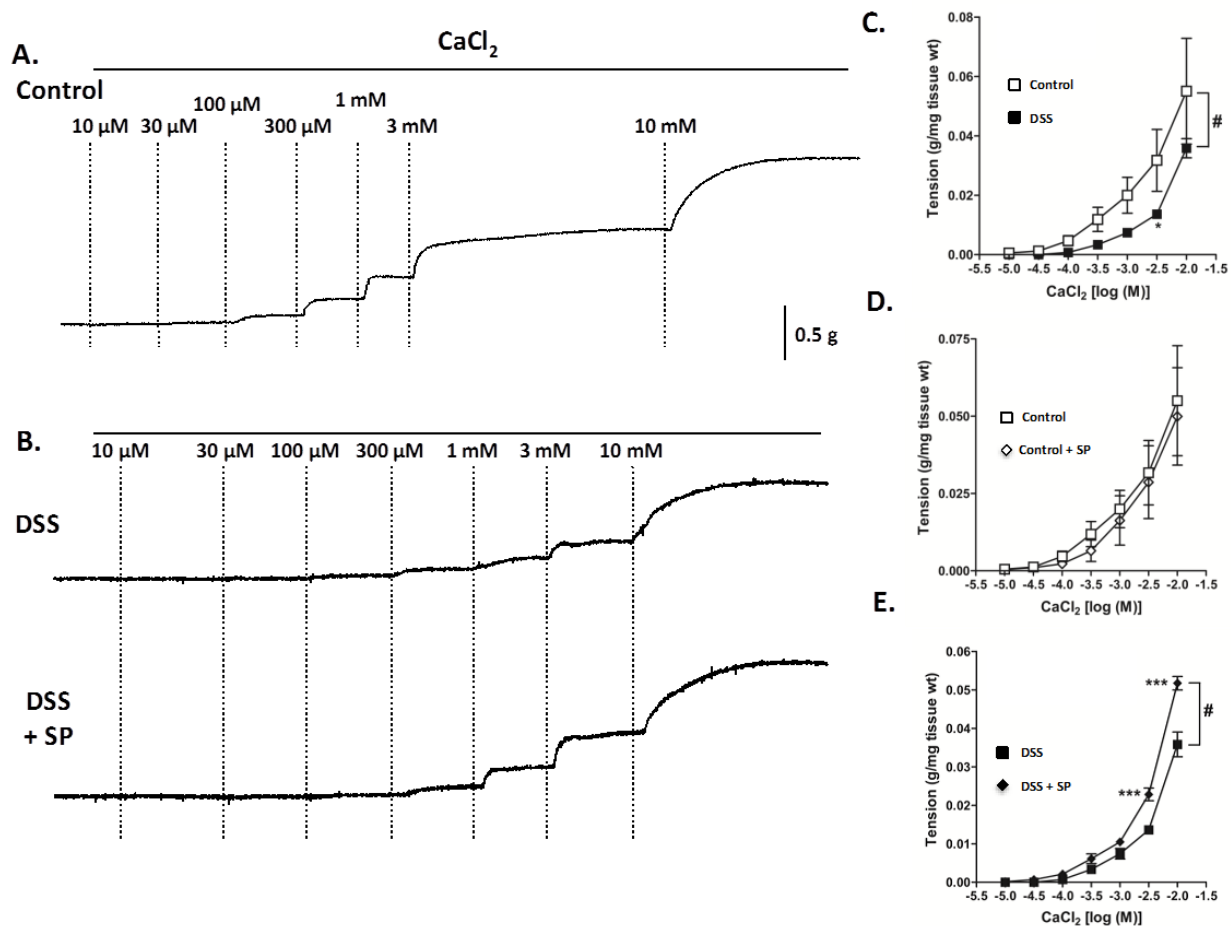 A.
CaCl₂
Control
10 µM 30 µM 100 µM 300 µM 1 mM 3 mM 10 mM
0.5 g
B.
10 µM 30 µM 100 µM 300 µM 1 mM 3 mM 10 mM
DSS
DSS
+ SP
C.
Tension (g/mg tissue wt)
0.08
0.06
0.04
0.02
0.00
Control
DSS
#
*
-5.5 -5.0 -4.5 -4.0 -3.5 -3.0 -2.5 -2.0 -1.5
CaCl₂ [log (M)]
D.
Tension (g/mg tissue wt)
0.075
0.050
0.025
0.000
Control
Control + SP
-5.5 -5.0 -4.5 -4.0 -3.5 -3.0 -2.5 -2.0 -1.5
CaCl₂ [log (M)]
E.
Tension (g/mg tissue wt)
0.06
0.05
0.04
0.03
0.02
0.01
0.00
***
#
***
DSS
DSS + SP
-5.5 -5.0 -4.5 -4.0 -3.5 -3.0 -2.5 -2.0 -1.5
CaCl₂ [log (M)]